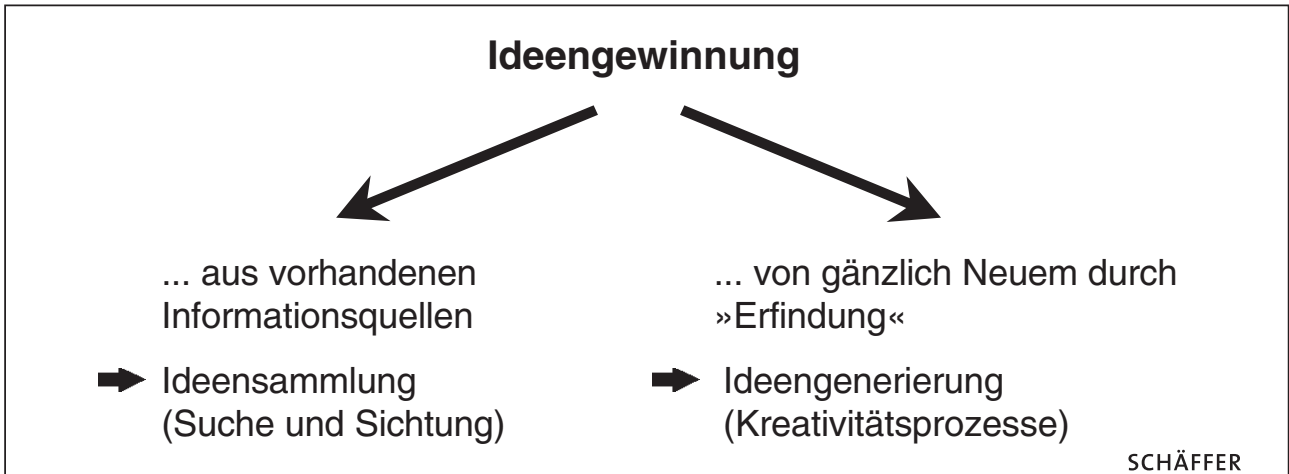 Ideengewinnung
... aus vorhandenen
Informationsquellen
Ideensammlung
(Suche und Sichtung)
... von gänzlich Neuem durch
»Erfindung«
Ideengenerierung
(Kreativitätsprozesse)
SCHÄFFER